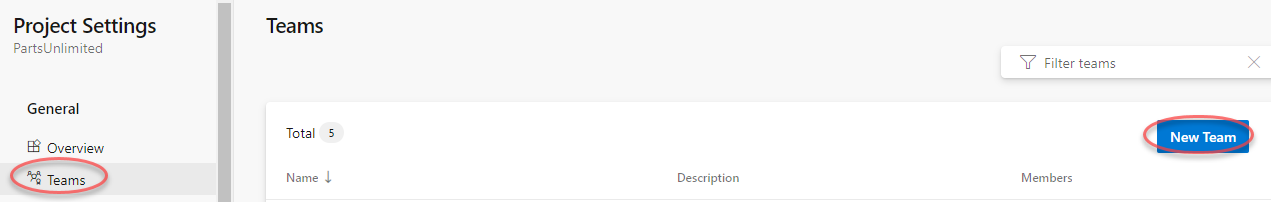 Project Settings
PartsUnlimited
General
Overview
Teams
Teams
Filter teams
Total 5
New Team
Name ↓ Description Members